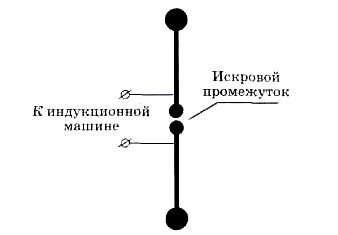 Искровой
промежуток
К индукционной
машине